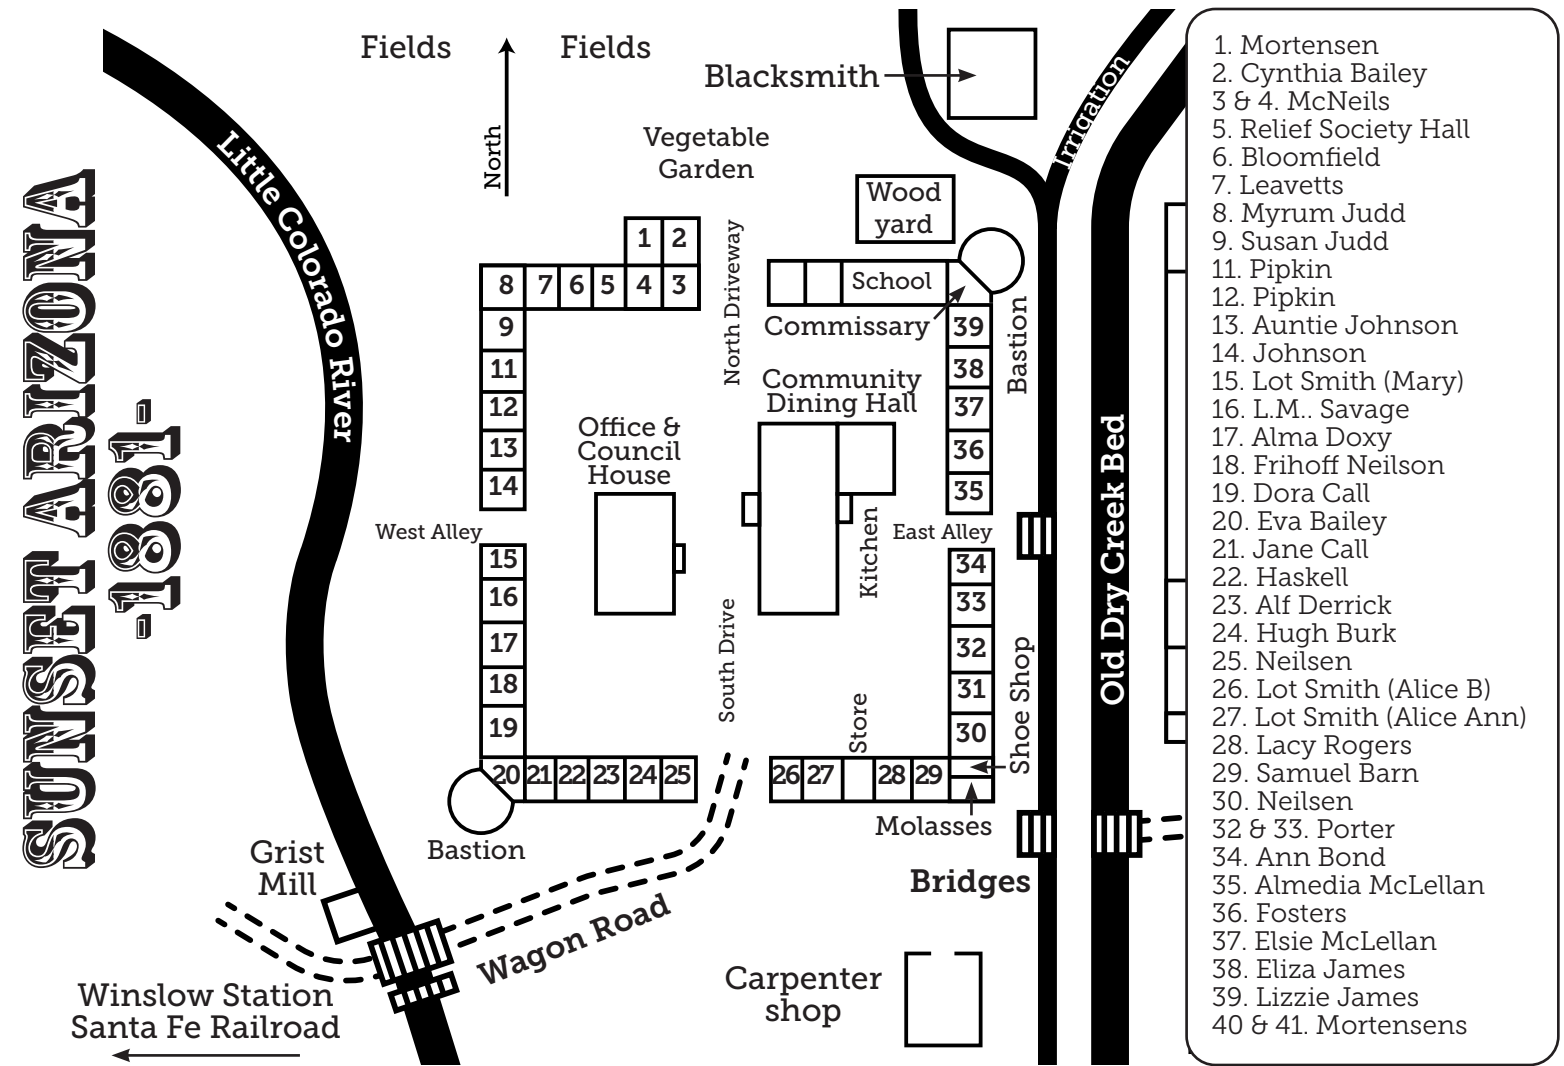 SUNSET ARIZONA
-1881-
Fields
Fields
North
Little Colorado River
Vegetable
Garden
Blacksmith
Irrigation
Wood
yard
North Driveway
1
2
8
7
6
5
4
3
School
Commissary
Bastion
9
11
12
13
14
39
38
37
36
35
Community
Dining Hall
Office &
Council
House
Kitchen
West Alley
East Alley
Old Dry Creek Bed
15
16
17
18
19
34
33
32
31
30
South Drive
Store
Shoe Shop
20
21
22
23
24
25
26
27
28
29
Molasses
Bastion
Grist
Mill
Bridges
Wagon Road
Carpenter
shop
Winslow Station
Santa Fe Railroad
1. Mortensen
2. Cynthia Bailey
3 & 4. McNeils
5. Relief Society Hall
6. Bloomfield
7. Leavetts
8. Myrum Judd
9. Susan Judd
11. Pipkin
12. Pipkin
13. Auntie Johnson
14. Johnson
15. Lot Smith (Mary)
16. L.M.. Savage
17. Alma Doxy
18. Frihoff Neilson
19. Dora Call
20. Eva Bailey
21. Jane Call
22. Haskell
23. Alf Derrick
24. Hugh Burk
25. Neilsen
26. Lot Smith (Alice B)
27. Lot Smith (Alice Ann)
28. Lacy Rogers
29. Samuel Barn
30. Neilsen
32 & 33. Porter
34. Ann Bond
35. Almedia McLellan
36. Fosters
37. Elsie McLellan
38. Eliza James
39. Lizzie James
40 & 41. Mortensens